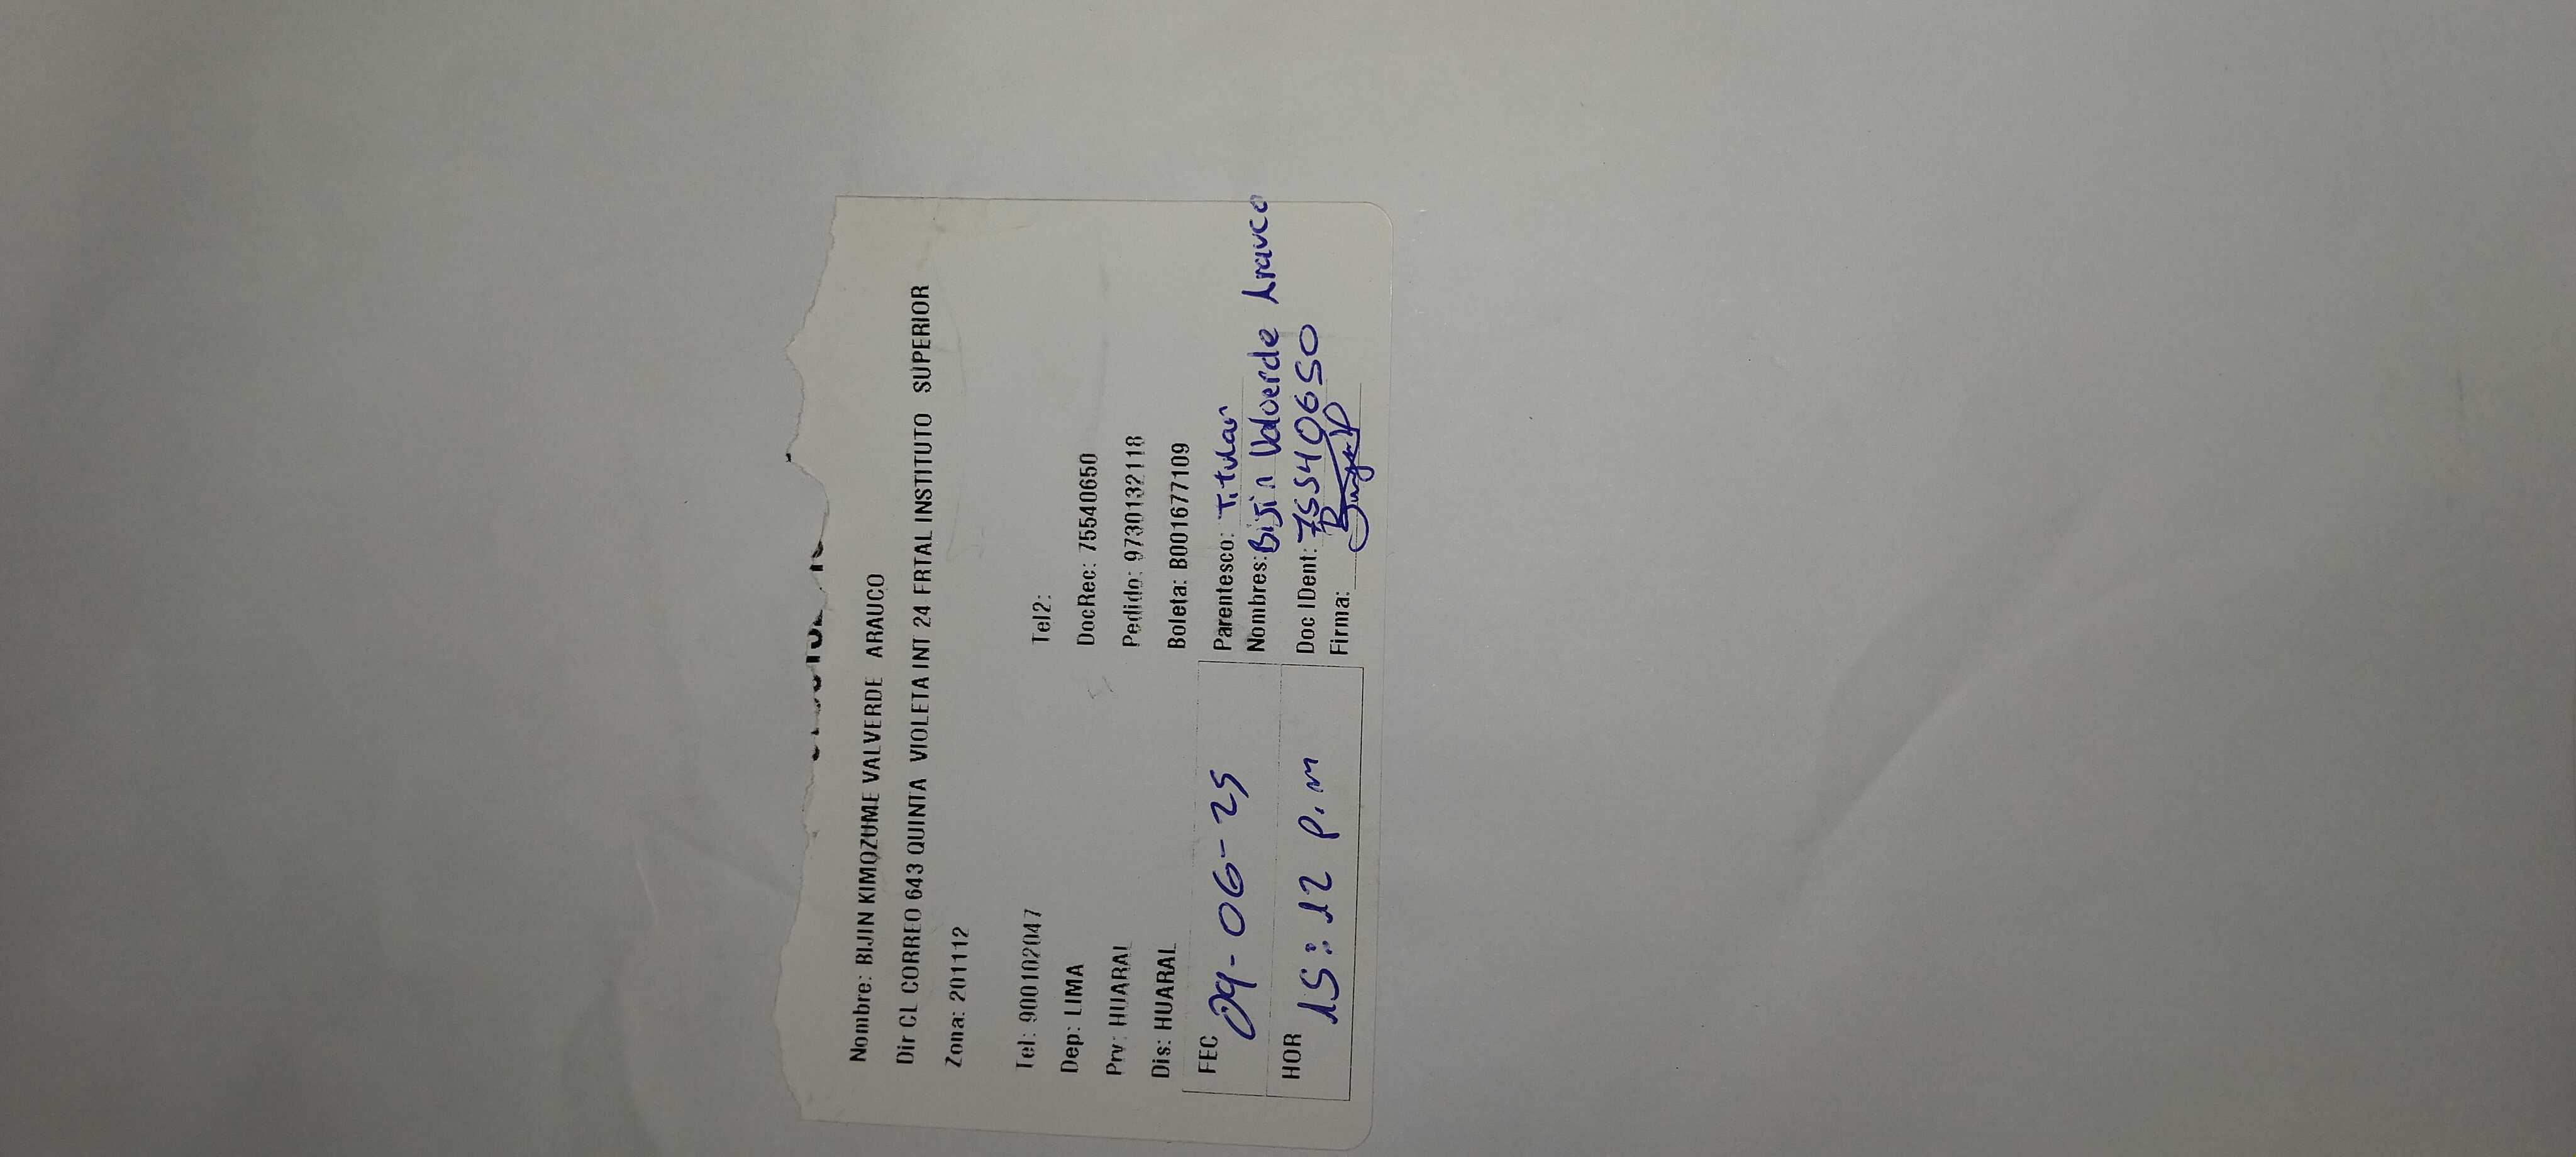 Nombre: BIJIN KIMOZUME VALVERDE ARAUCO
Dir CL CORREO 643 QUINTA VIOLETA INT 24 FRTAL INSTITUTO SUPERIOR
Zona: 201112
Tel: 900102047 Tel2:
Dep: LIMA DocRec: 75540650
Prv: HUARAL Pedido: 9730132118
Dis: HUARAL Boleta: B001677109
FEC 09-06-25 Parentesco: Titular
Nombres: Bijin Valverde Arauco
HOR 15::12 p.m Doc IDent: 75540650
Firma: